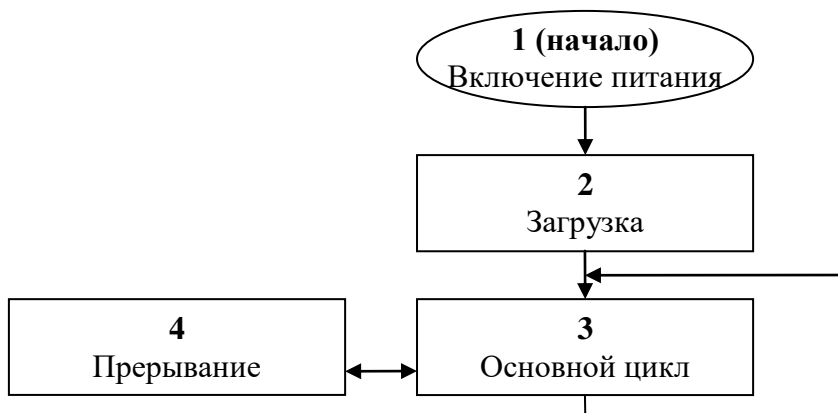 1 (начало)
Включение питания
2
Загрузка
4
Прерывание
3
Основной цикл